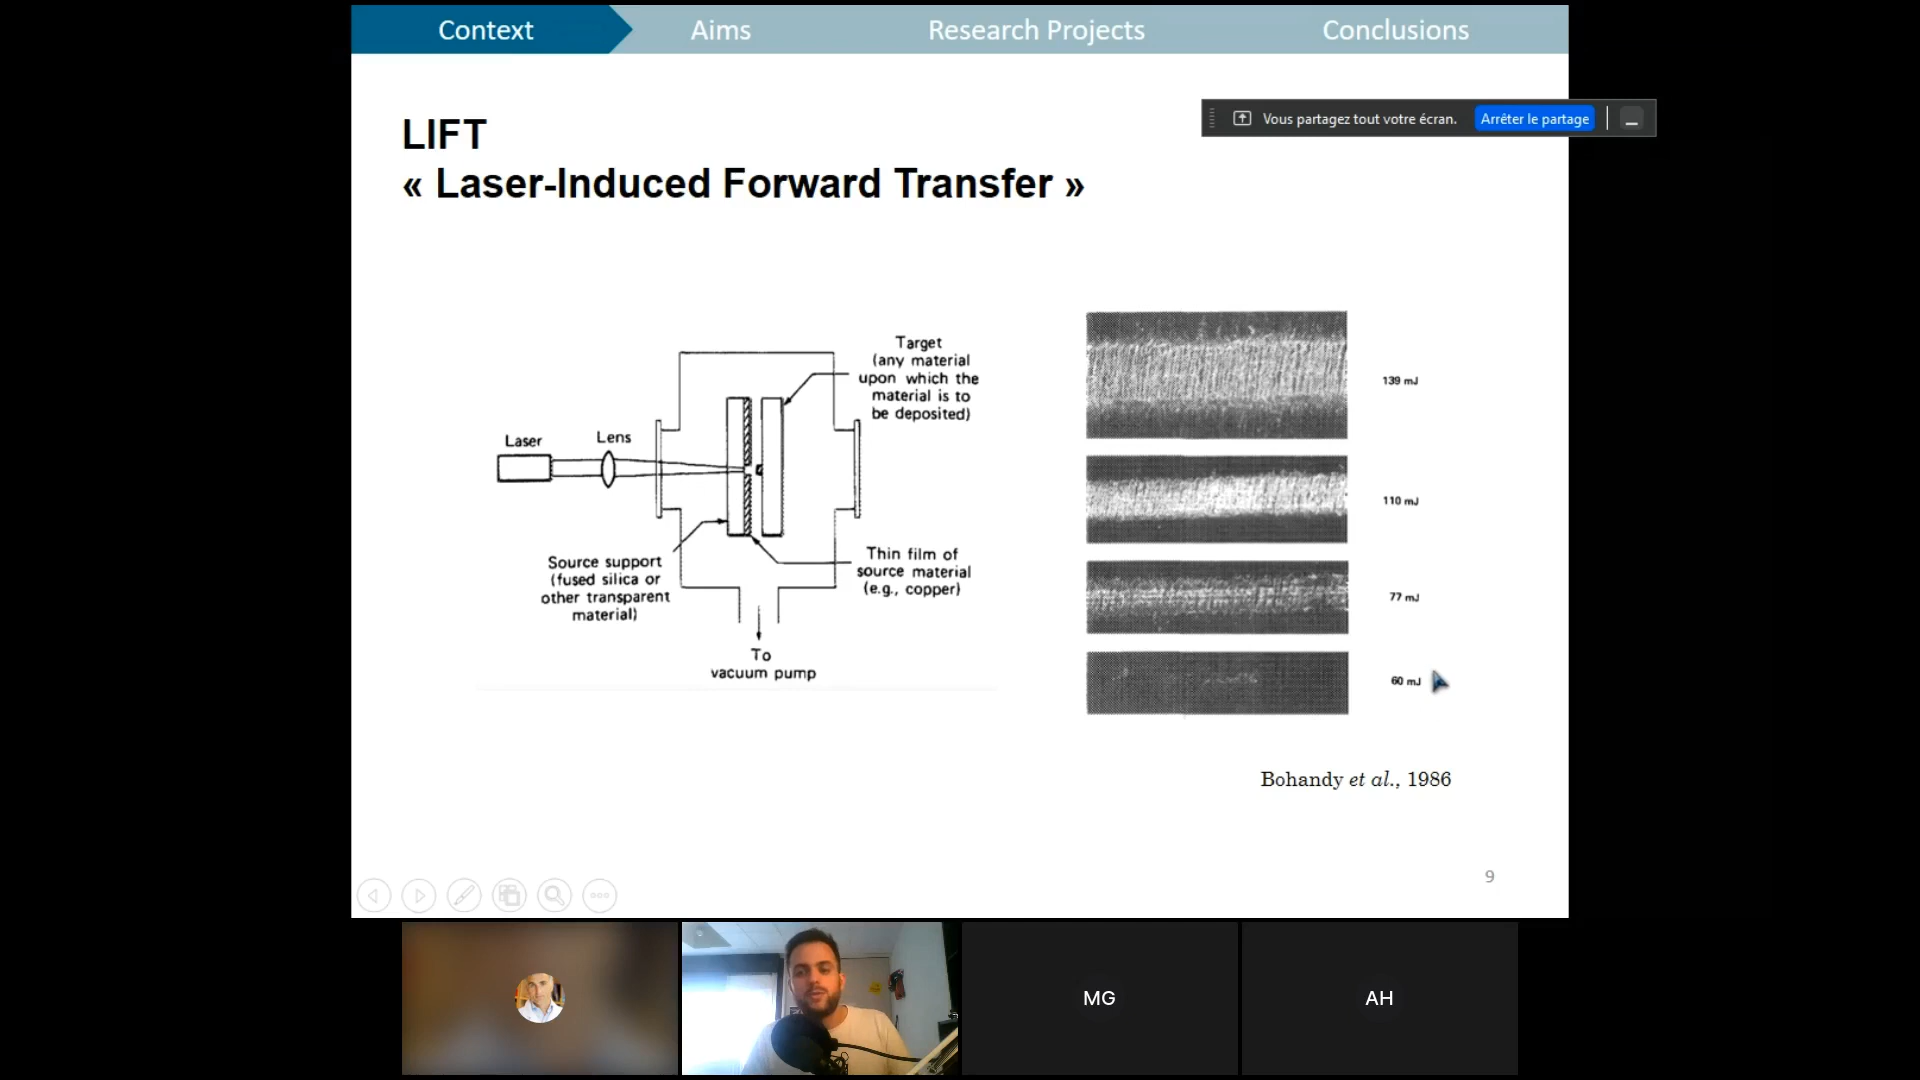 Context
Aims
Research Projects
Conclusions
Vous partagez tout votre écran.
Arrêter le partage
LIFT
« Laser-Induced Forward Transfer »
Target
(any material
upon which the
material is to
be deposited)
Laser
Lens
Source support
(fused silica or
other transparent
material)
Thin film of
source material
(e.g., copper)
To
vacuum pump
139 mJ
110 mJ
77 mJ
60 mJ
Bohandy et al., 1986
9
MG
AH